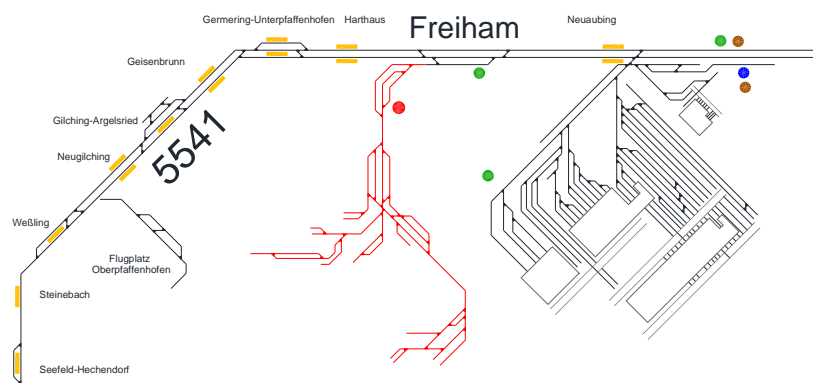 Germering-Unterpfaffenhofen
Harthaus
Freiham
Neuaubing
Geisenbrunn
Gilching-Argelsried
5541
Neugilching
Weßling
Flugplatz
Oberpfaffenhofen
Steinebach
Seefeld-Hechendorf